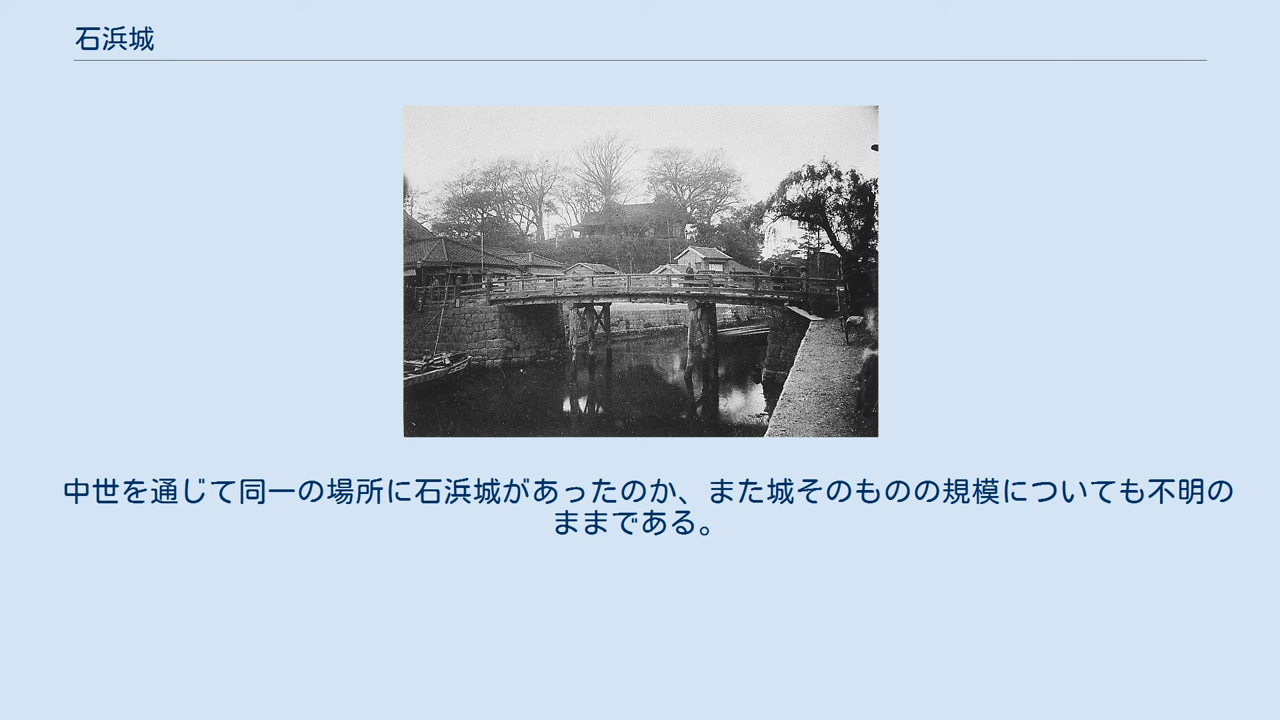 石浜城
中世を通じて同一の場所に石浜城があったのか、また城そのものの規模についても不明の
ままである。